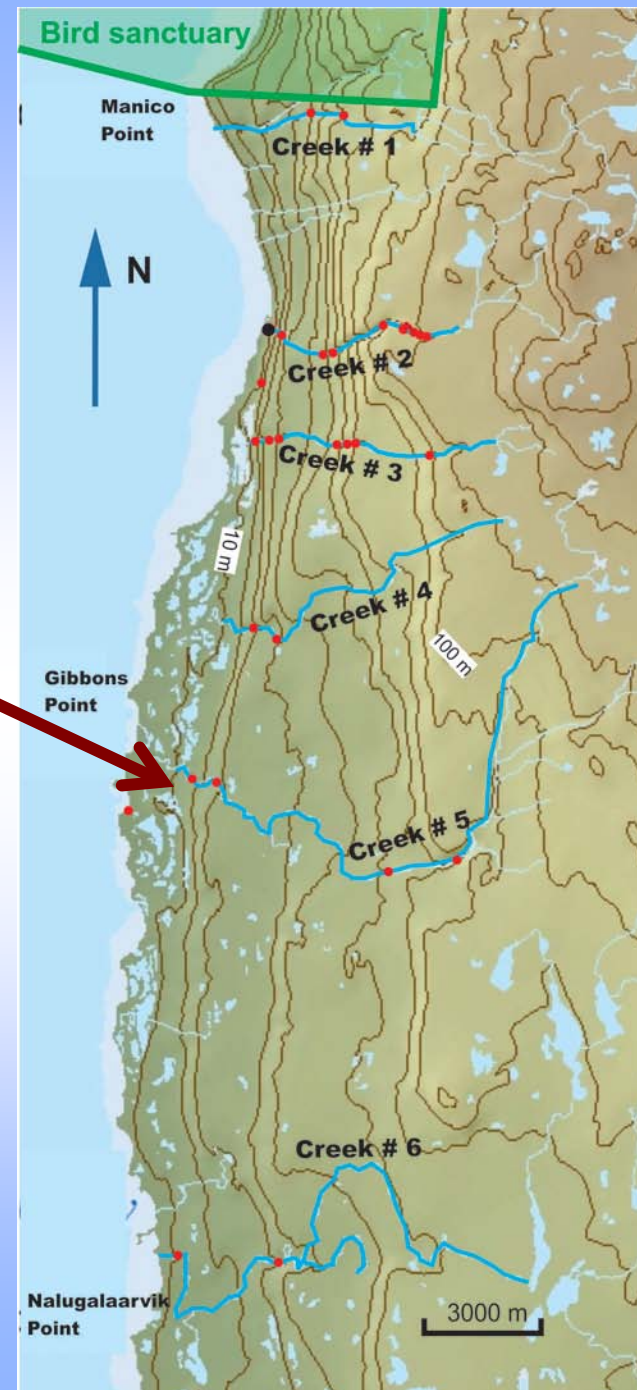 Bird sanctuary
Manico
Point
Creek # 1
N
Creek # 2
Creek # 3
10 m
Creek # 4
100 m
Gibbons
Point
Creek # 5
Creek # 6
Nalugalaarvik
Point
3000 m